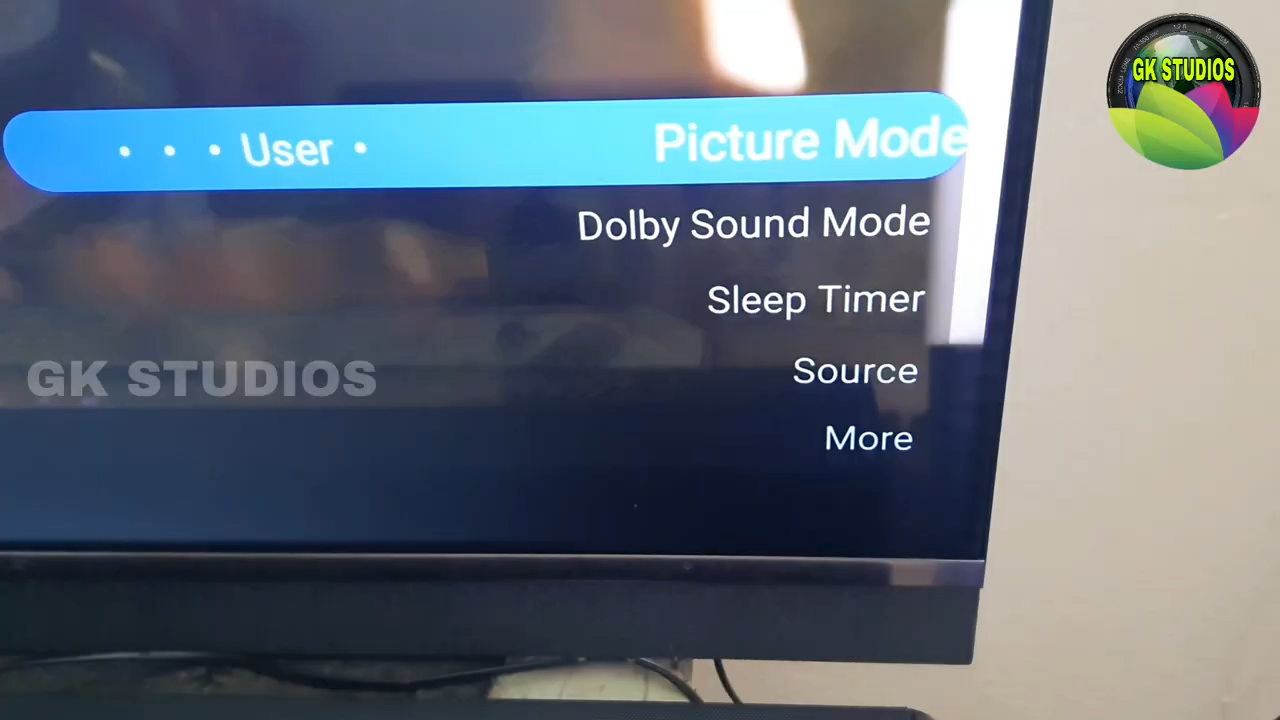 GK STUDIOS
• • • User • Picture Mode
Dolby Sound Mode
Sleep Timer
Source
GK STUDIOS
More